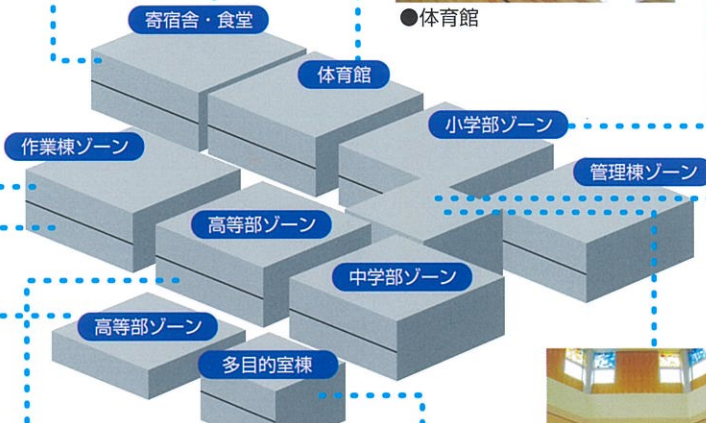 寄宿舎・食堂
●体育館
体育館
小学部ゾーン
作業棟ゾーン
管理棟ゾーン
高等部ゾーン
中学部ゾーン
高等部ゾーン
多目的室棟